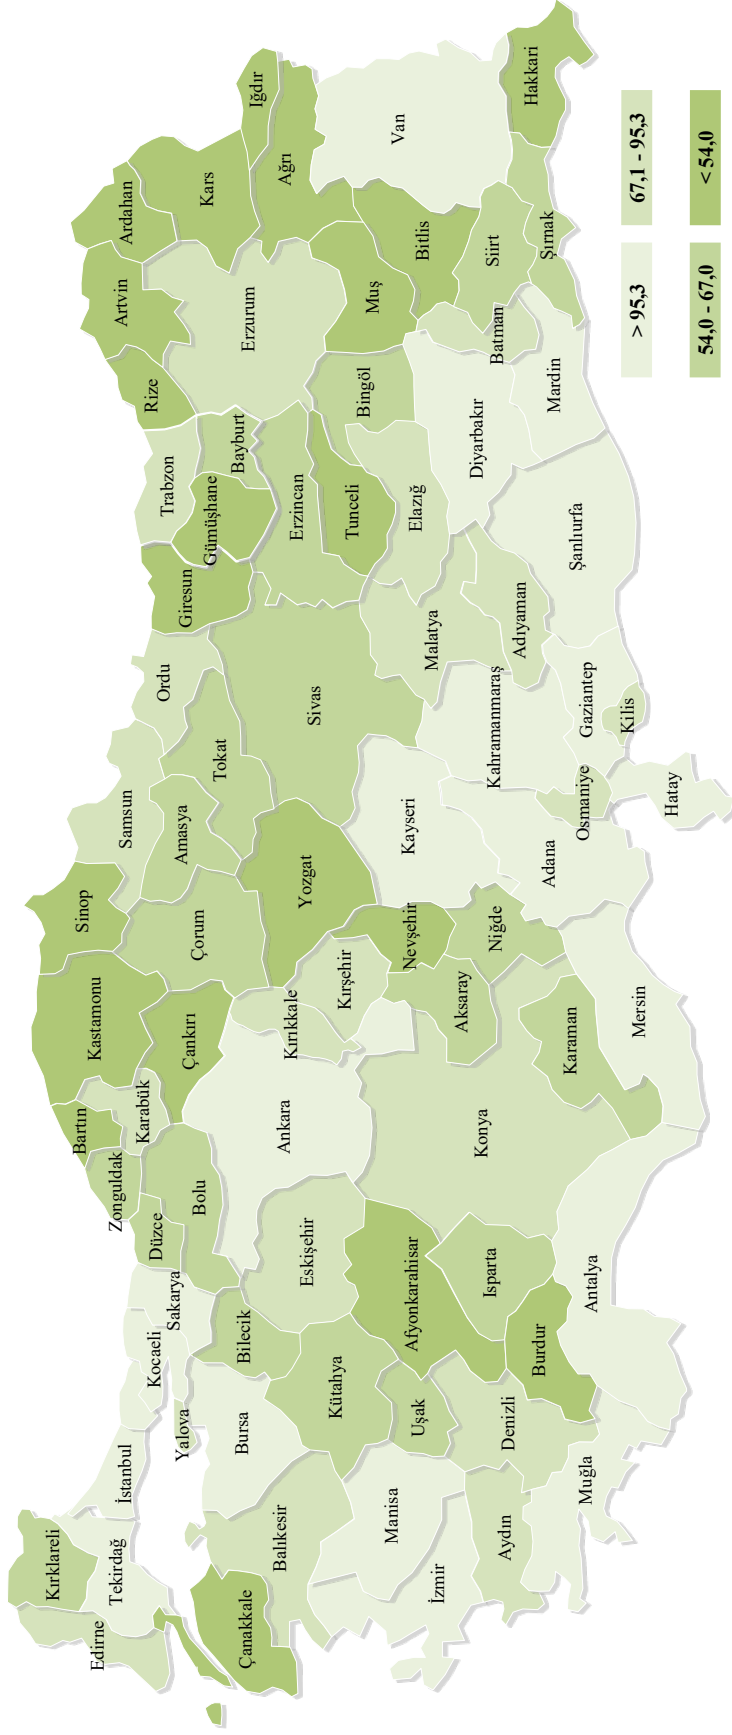 Kırklareli
Edirne
Tekirdağ
İstanbul
Kocaeli
Yalova
Sakarya
Düzce
Zonguldak
Bartın
Karabük
Kastamonu
Sinop
Samsun
Ordu
Giresun
Trabzon
Gümüşhane
Bayburt
Rize
Artvin
Ardahan
Kars
Iğdır
Ağrı
Çanakkale
Balıkesir
Bursa
Bilecik
Bolu
Çankırı
Çorum
Amasya
Tokat
Sivas
Erzincan
Erzurum
Kütahya
Eskişehir
Ankara
Kırıkkale
Kırşehir
Yozgat
Tunceli
Bingöl
Muş
Bitlis
Van
Manisa
İzmir
Uşak
Afyonkarahisar
Konya
Aksaray
Nevşehir
Niğde
Kayseri
Malatya
Elazığ
Diyarbakır
Batman
Siirt
Şırnak
Hakkari
Aydın
Denizli
Muğla
Burdur
Isparta
Antalya
Karaman
Mersin
Adana
Osmaniye
Kahramanmaraş
Adıyaman
Gaziantep
Kilis
Hatay
Şanlıurfa
Mardin
> 95,3
67,1 - 95,3
54,0 - 67,0
< 54,0